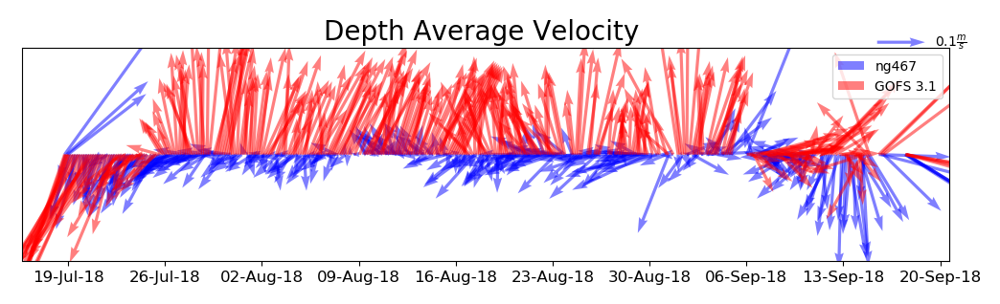 Depth Average Velocity
0.1 m/s
ng467
GOFS 3.1
19-Jul-18 26-Jul-18 02-Aug-18 09-Aug-18 16-Aug-18 23-Aug-18 30-Aug-18 06-Sep-18 13-Sep-18 20-Sep-18